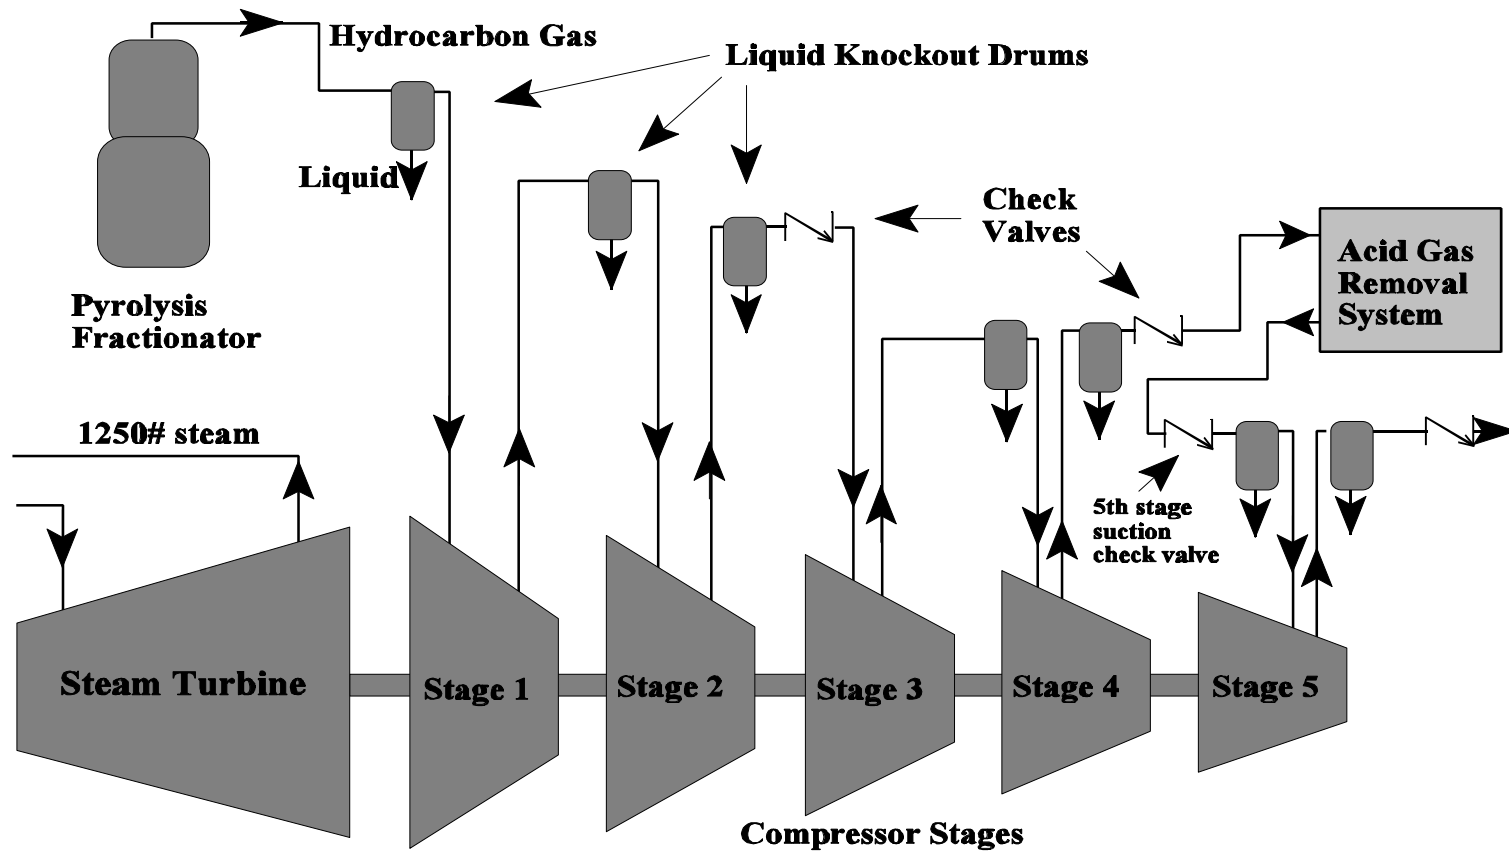 Hydrocarbon Gas
Liquid Knockout Drums
Liquid
Check
Valves
Acid Gas
Removal
System
Pyrolysis
Fractionator
1250# steam
5th stage
suction
check valve
Steam Turbine
Stage 1
Stage 2
Stage 3
Stage 4
Stage 5
Compressor Stages